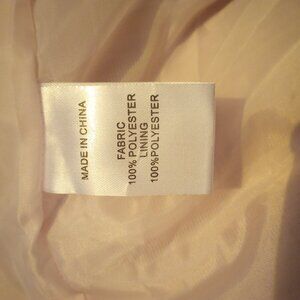 MADE IN CHINA
FABRIC
100% POLYESTER
LINING
100%POLYESTER